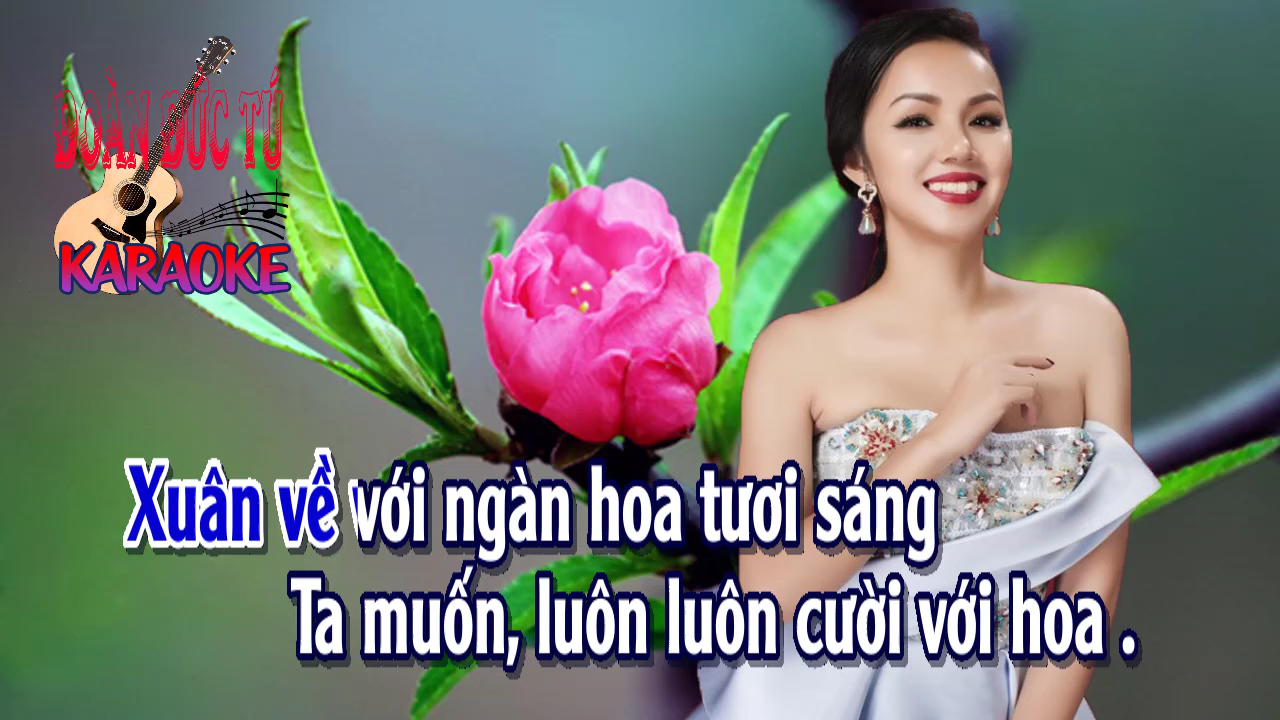 ĐOÀN ĐỨC TÚ
KARAOKE
Xuân về với ngàn hoa tươi sáng
Ta muốn, luôn luôn cười với hoa .